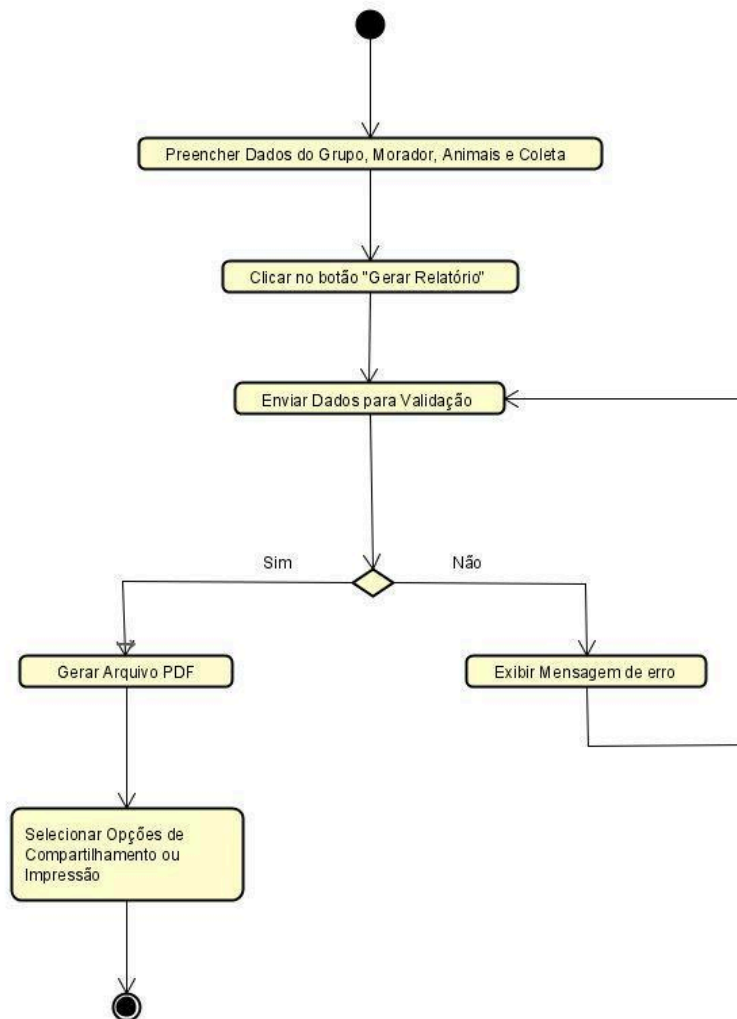 Preencher Dados do Grupo, Morador, Animais e Coleta
Clicar no botão "Gerar Relatório"
Enviar Dados para Validação
Sim
Não
Gerar Arquivo PDF
Exibir Mensagem de erro
Selecionar Opções de
Compartilhamento ou
Impressão